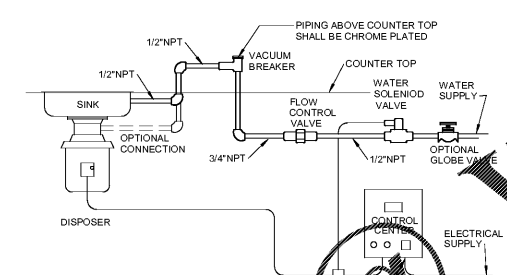 PIPING ABOVE COUNTER TOP
SHALL BE CHROME PLATED
1/2"NPT
VACUUM
BREAKER
COUNTER TOP
1/2"NPT
WATER
SOLENIOD
VALVE
WATER
SUPPLY
SINK
FLOW
CONTROL
VALVE
OPTIONAL
CONNECTION
3/4"NPT
1/2"NPT
OPTIONAL
GLOBE VALVE
DISPOSER
CONTROL
CENTER
ELECTRICAL
SUPPLY